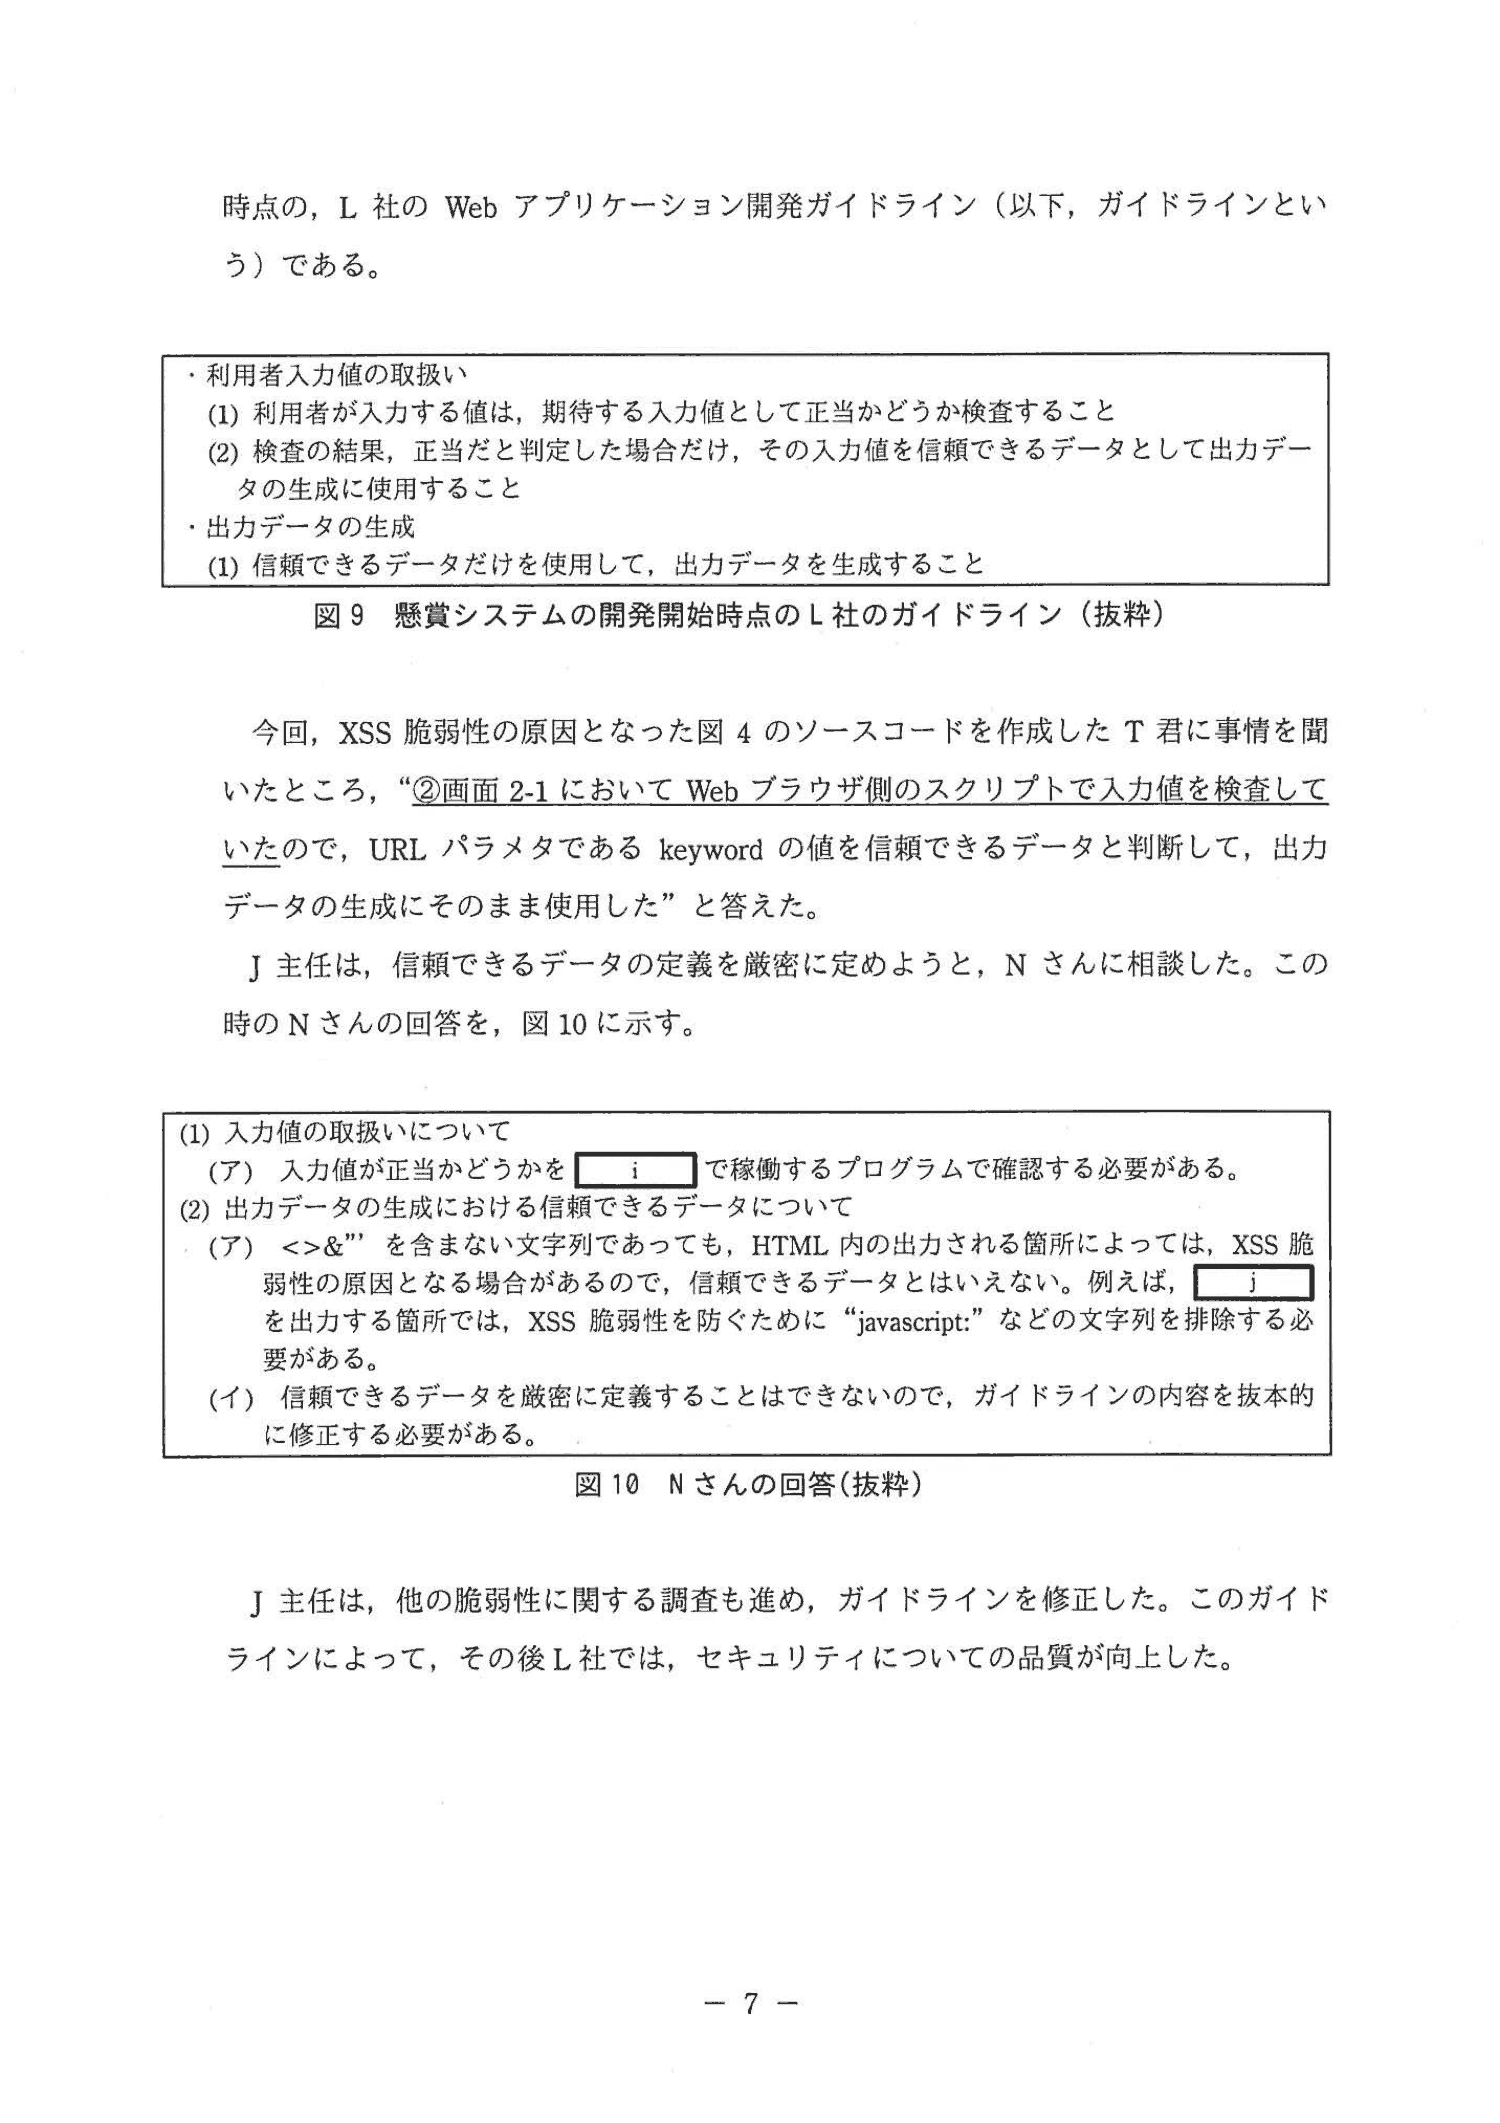 時点の，L 社の Web アプリケーション開発ガイドライン（以下，ガイドラインとい
う）である。
・利用者入力値の取扱い
(1) 利用者が入力する値は，期待する入力値として正当かどうか検査すること
(2) 検査の結果，正当だと判定した場合だけ，その入力値を信頼できるデータとして出力デー
タの生成に使用すること
・出力データの生成
(1) 信頼できるデータだけを使用して，出力データを生成すること
図 9　懸賞システムの開発開始時点の L 社のガイドライン（抜粋）
今回，XSS 脆弱性の原因となった図 4 のソースコードを作成した T 君に事情を聞
いたところ，“②画面 2-1 において Web ブラウザ側のスクリプトで入力値を検査して
いたので，URL パラメタである keyword の値を信頼できるデータと判断して，出力
データの生成にそのまま使用した”と答えた。
J 主任は，信頼できるデータの定義を厳密に定めようと，N さんに相談した。この
時の N さんの回答を，図 10 に示す。
(1) 入力値の取扱いについて
(ア) 入力値が正当かどうかを i で稼働するプログラムで確認する必要がある。
(2) 出力データの生成における信頼できるデータについて
(ア) <>&”’ を含まない文字列であっても，HTML 内の出力される箇所によっては，XSS 脆
弱性の原因となる場合があるので，信頼できるデータとはいえない。例えば， j
を出力する箇所では，XSS 脆弱性を防ぐために “javascript:” などの文字列を排除する必
要がある。
(イ) 信頼できるデータを厳密に定義することはできないので，ガイドラインの内容を抜本的
に修正する必要がある。
図 10　N さんの回答（抜粋）
J 主任は，他の脆弱性に関する調査も進め，ガイドラインを修正した。このガイド
ラインによって，その後 L 社では，セキュリティについての品質が向上した。
－ 7 －